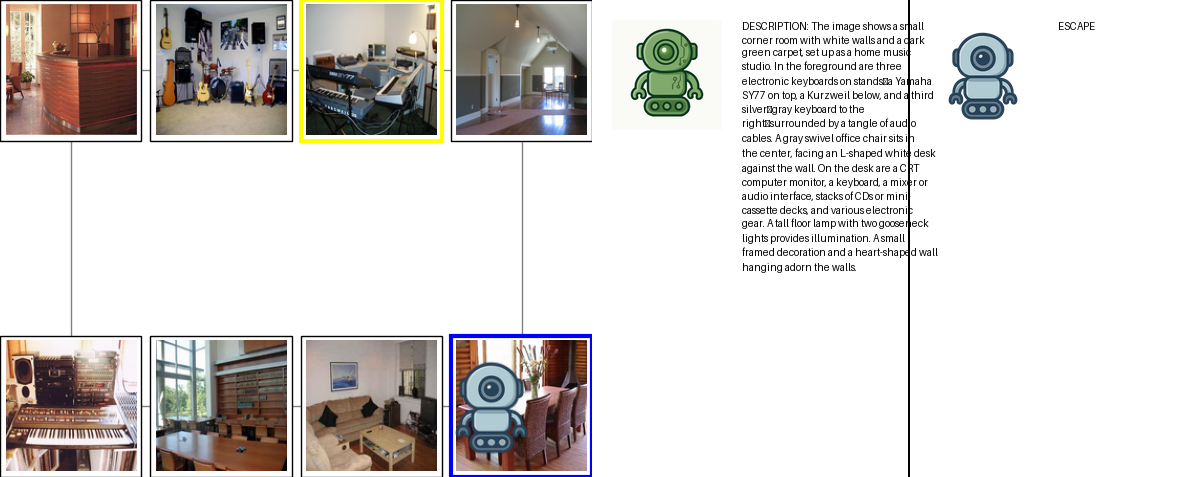 DESCRIPTION: The image shows a small
corner room with white walls and a dark
green carpet, set up as a home music
studio. In the foreground are three
electronic keyboards on stands□a Yamaha
SY77 on top, a Kurzweil below, and a third
silver□gray keyboard to the
right□surrounded by a tangle of audio
cables. A gray swivel office chair sits in
the center, facing an L-shaped white desk
against the wall. On the desk are a CRT
computer monitor, a keyboard, a mixer or
audio interface, stacks of CDs or mini-
cassette decks, and various electronic
gear. A tall floor lamp with two gooseneck
lights provides illumination. A small
framed decoration and a heart-shaped wall
hanging adorn the walls.
ESCAPE